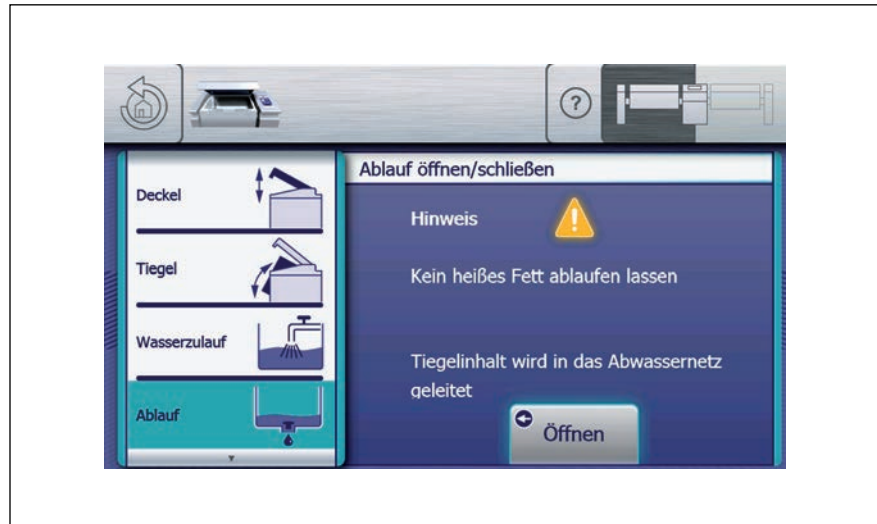 ?
Deckel
Tiegel
Wasserzulauf
Ablauf
Ablauf öffnen/schließen
Hinweis
Kein heißes Fett ablaufen lassen
Tiegelinhalt wird in das Abwassernetz
geleitet
Öffnen